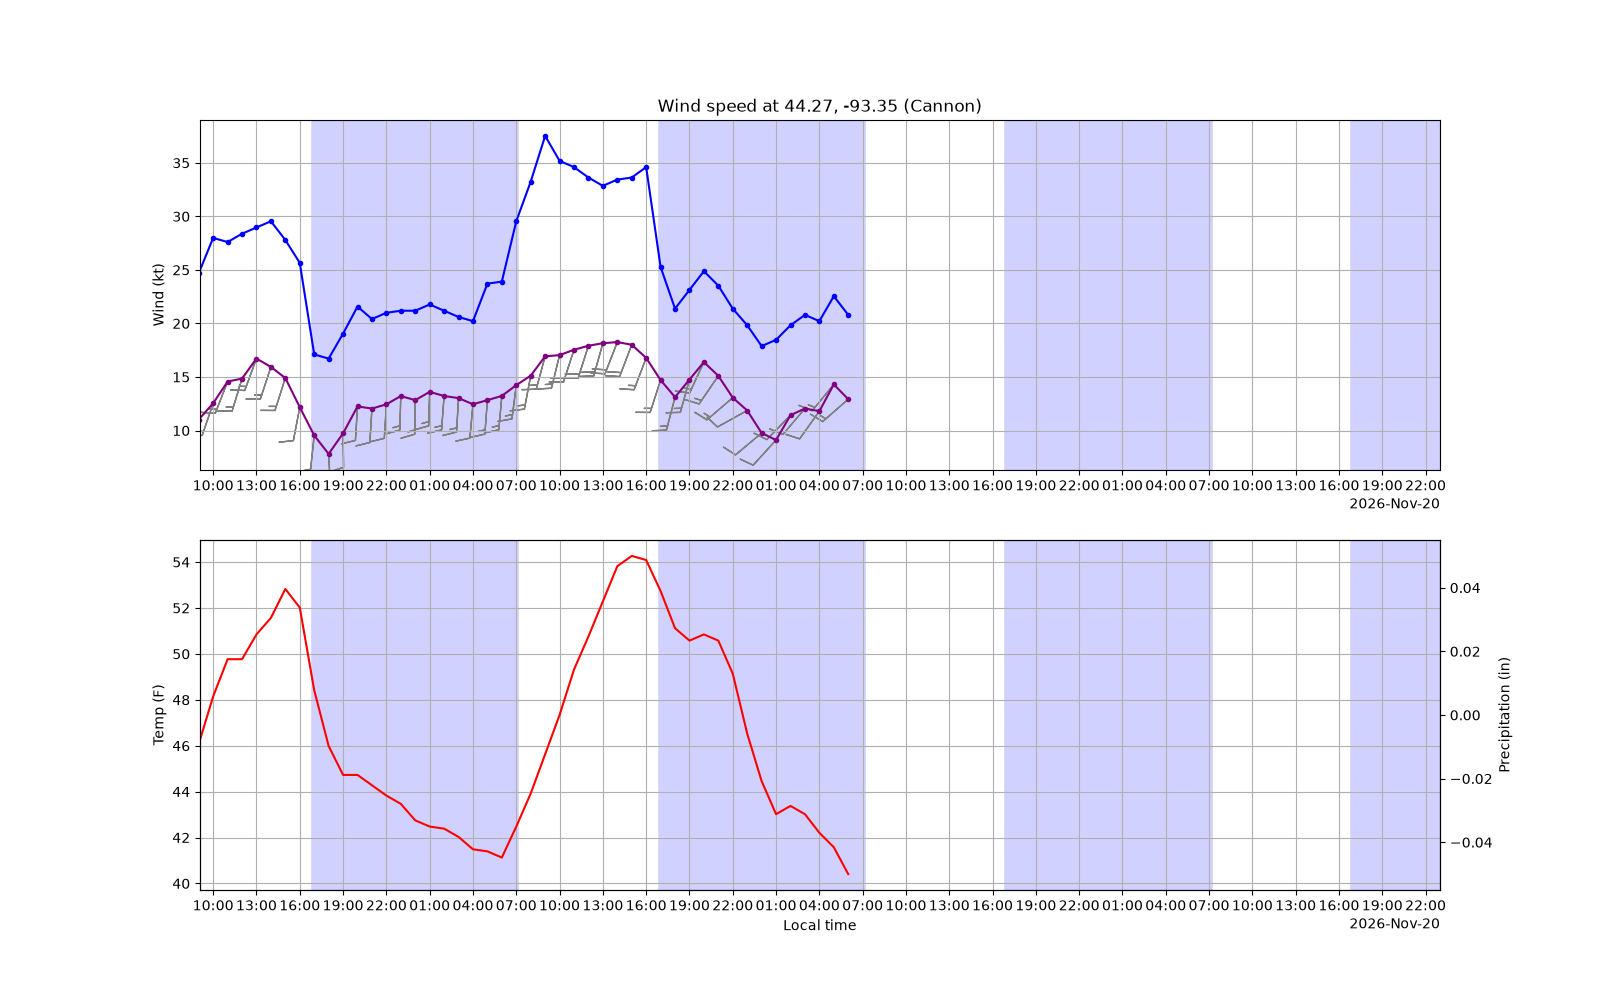 Wind speed at 44.27, -93.35 (Cannon)
Wind (kt)
35
30
25
20
15
10
10:00 13:00 16:00 19:00 22:00 01:00 04:00 07:00 10:00 13:00 16:00 19:00 22:00 01:00 04:00 07:00 10:00 13:00 16:00 19:00 22:00 01:00 04:00 07:00 10:00 13:00 16:00 19:00 22:00
2026-Nov-20
Temp (F)
54
52
50
48
46
44
42
40
0.04
0.02
0.00
−0.02
−0.04
Precipitation (in)
10:00 13:00 16:00 19:00 22:00 01:00 04:00 07:00 10:00 13:00 16:00 19:00 22:00 01:00 04:00 07:00 10:00 13:00 16:00 19:00 22:00 01:00 04:00 07:00 10:00 13:00 16:00 19:00 22:00
2026-Nov-20
Local time